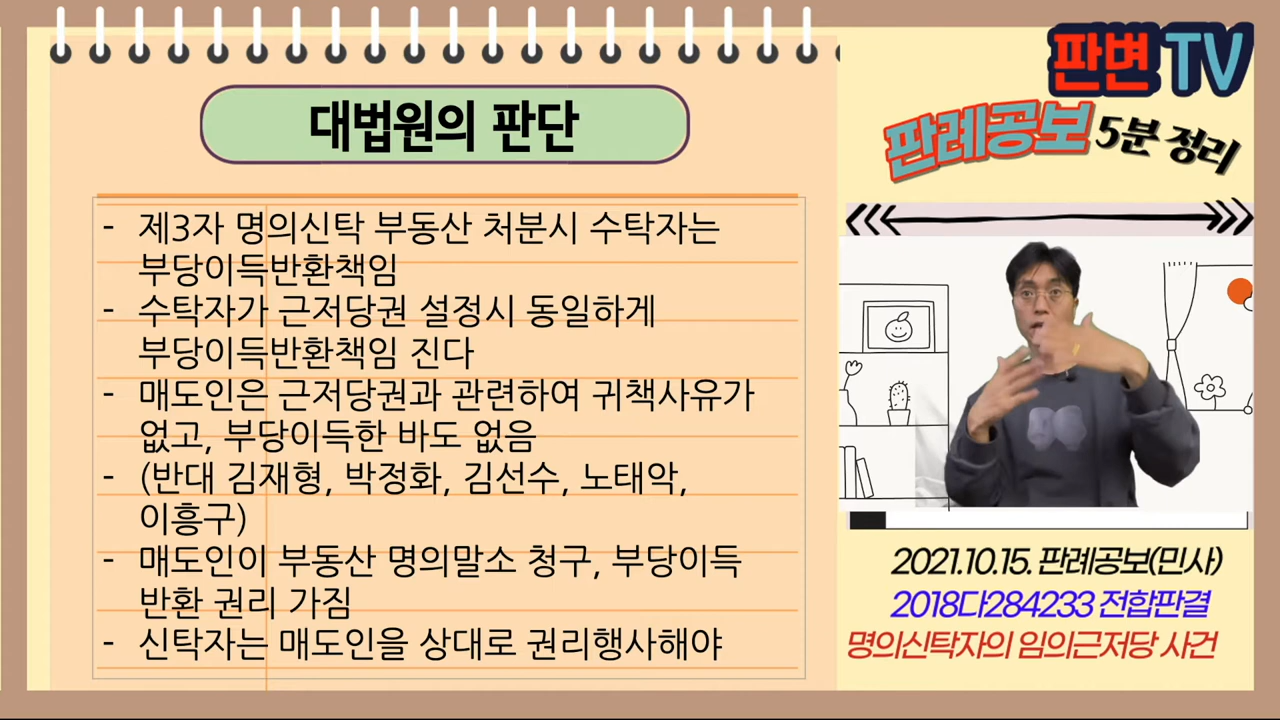 판변 TV
판례공보 5분 정리
대법원의 판단
- 제3자 명의신탁 부동산 처분시 수탁자는
부당이득반환책임
- 수탁자가 근저당권 설정시 동일하게
부당이득반환책임 진다
- 매도인은 근저당권과 관련하여 귀책사유가
없고, 부당이득한 바도 없음
- (반대 김재형, 박정화, 김선수, 노태악,
이흥구)
- 매도인이 부동산 명의말소 청구, 부당이득
반환 권리 가짐
- 신탁자는 매도인을 상대로 권리행사해야
2021.10.15. 판례공보(민사)
2018다284233 전합판결
명의신탁자의 임의근저당 사건